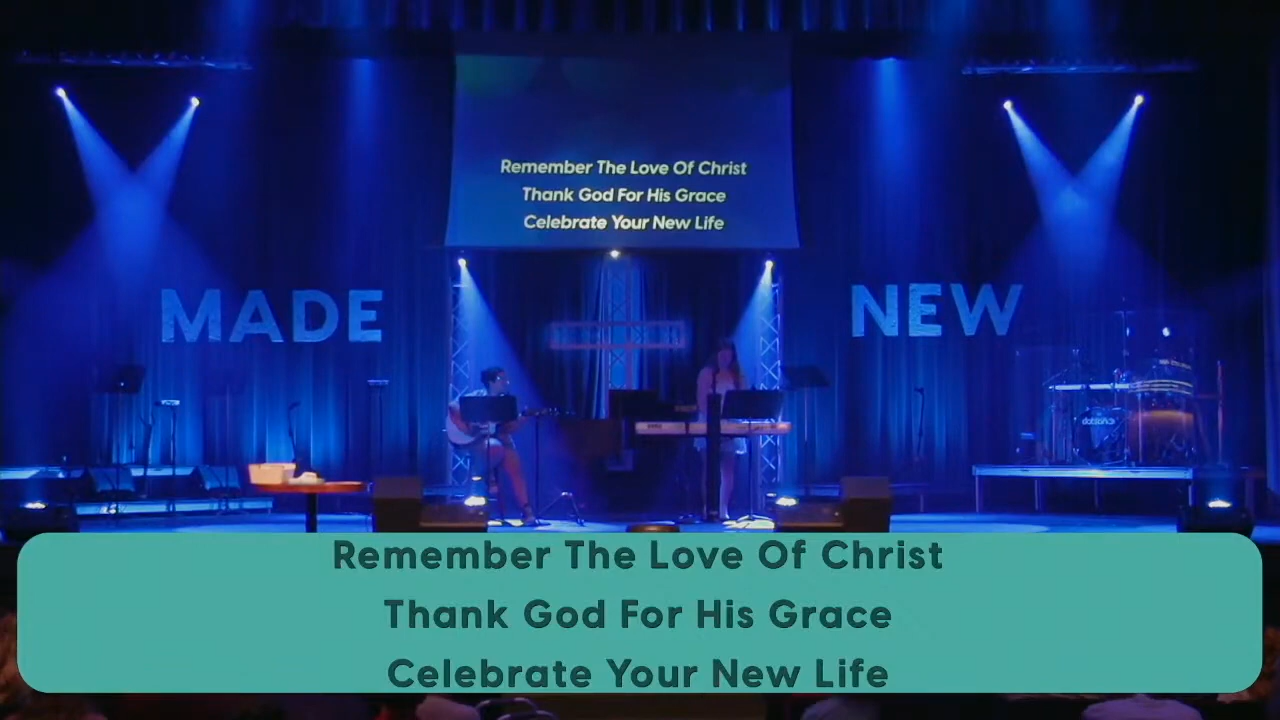 Remember The Love Of Christ
Thank God For His Grace
Celebrate Your New Life
MADE NEW
Remember The Love Of Christ
Thank God For His Grace
Celebrate Your New Life